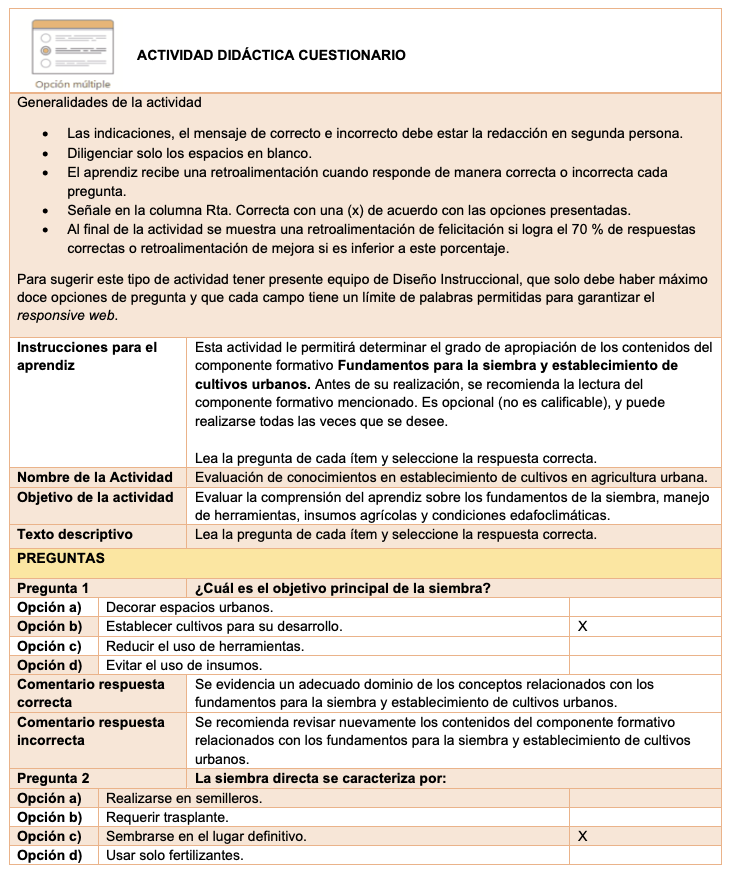 ACTIVIDAD DIDÁCTICA CUESTIONARIO
Opción múltiple
Generalidades de la actividad
• Las indicaciones, el mensaje de correcto e incorrecto debe estar la redacción en segunda persona.
• Diligenciar solo los espacios en blanco.
• El aprendiz recibe una retroalimentación cuando responde de manera correcta o incorrecta cada
pregunta.
• Señale en la columna Rta. Correcta con una (x) de acuerdo con las opciones presentadas.
• Al final de la actividad se muestra una retroalimentación de felicitación si logra el 70 % de respuestas
correctas o retroalimentación de mejora si es inferior a este porcentaje.
Para sugerir este tipo de actividad tener presente equipo de Diseño Instruccional, que solo debe haber máximo
doce opciones de pregunta y que cada campo tiene un límite de palabras permitidas para garantizar el
responsive web.
Instrucciones para el
aprendiz
Esta actividad le permitirá determinar el grado de apropiación de los contenidos del
componente formativo Fundamentos para la siembra y establecimiento de
cultivos urbanos. Antes de su realización, se recomienda la lectura del
componente formativo mencionado. Es opcional (no es calificable), y puede
realizarse todas las veces que se desee.
Lea la pregunta de cada ítem y seleccione la respuesta correcta.
Nombre de la Actividad Evaluación de conocimientos en establecimiento de cultivos en agricultura urbana.
Objetivo de la actividad Evaluar la comprensión del aprendiz sobre los fundamentos de la siembra, manejo
de herramientas, insumos agrícolas y condiciones edafoclimáticas.
Texto descriptivo Lea la pregunta de cada ítem y seleccione la respuesta correcta.
PREGUNTAS
Pregunta 1 ¿Cuál es el objetivo principal de la siembra?
Opción a) Decorar espacios urbanos.
Opción b) Establecer cultivos para su desarrollo. X
Opción c) Reducir el uso de herramientas.
Opción d) Evitar el uso de insumos.
Comentario respuesta
correcta
Se evidencia un adecuado dominio de los conceptos relacionados con los
fundamentos para la siembra y establecimiento de cultivos urbanos.
Comentario respuesta
incorrecta
Se recomienda revisar nuevamente los contenidos del componente formativo
relacionados con los fundamentos para la siembra y establecimiento de cultivos
urbanos.
Pregunta 2 La siembra directa se caracteriza por:
Opción a) Realizarse en semilleros.
Opción b) Requerir trasplante.
Opción c) Sembrarse en el lugar definitivo. X
Opción d) Usar solo fertilizantes.